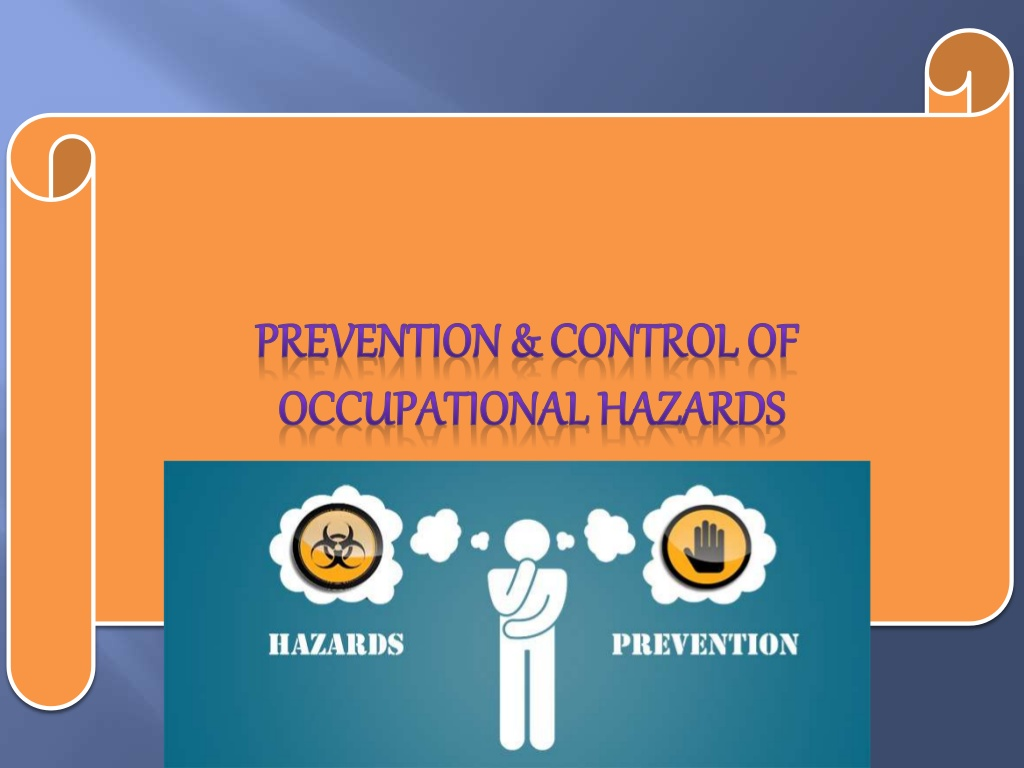 PREVENTION & CONTROL OF
OCCUPATIONAL HAZARDS
HAZARDS
PREVENTION